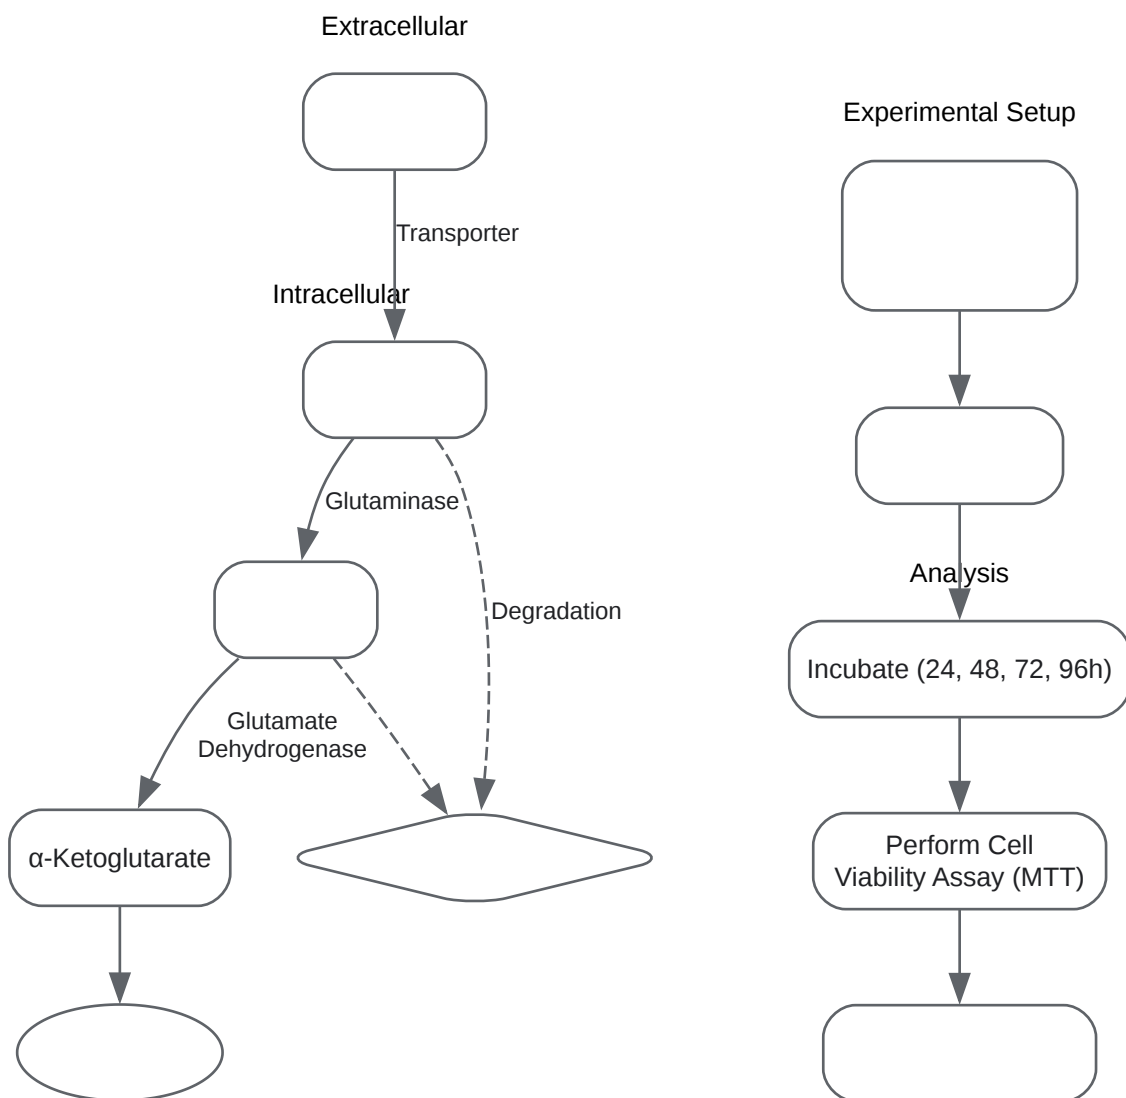 Extracellular
Transporter
Intracellular
Glutaminase
Degradation
Glutamate
Dehydrogenase
α-Ketoglutarate
Experimental Setup
Analysis
Incubate (24, 48, 72, 96h)
Perform Cell
Viability Assay (MTT)